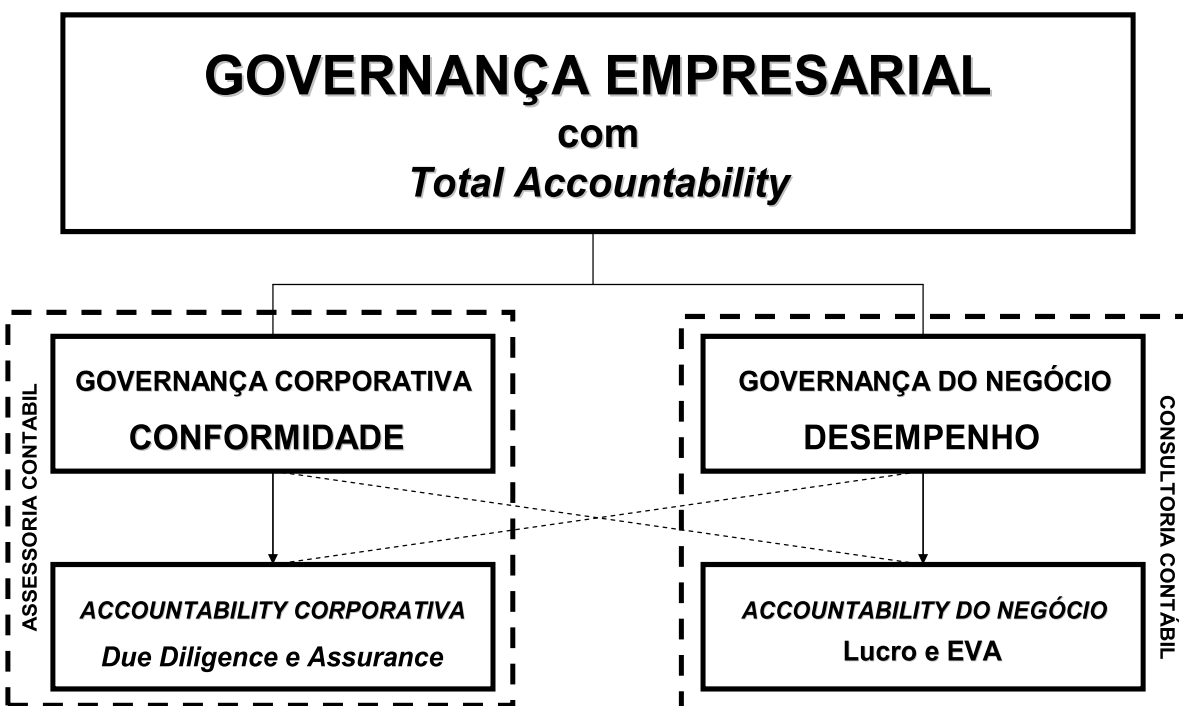 GOVERNANÇA EMPRESARIAL
com
Total Accountability
ASSESSORIA CONTABIL
GOVERNANÇA CORPORATIVA
CONFORMIDADE
ACCOUNTABILITY CORPORATIVA
Due Diligence e Assurance
GOVERNANÇA DO NEGÓCIO
DESEMPENHO
ACCOUNTABILITY DO NEGÓCIO
Lucro e EVA
CONSULTORIA CONTÁBIL